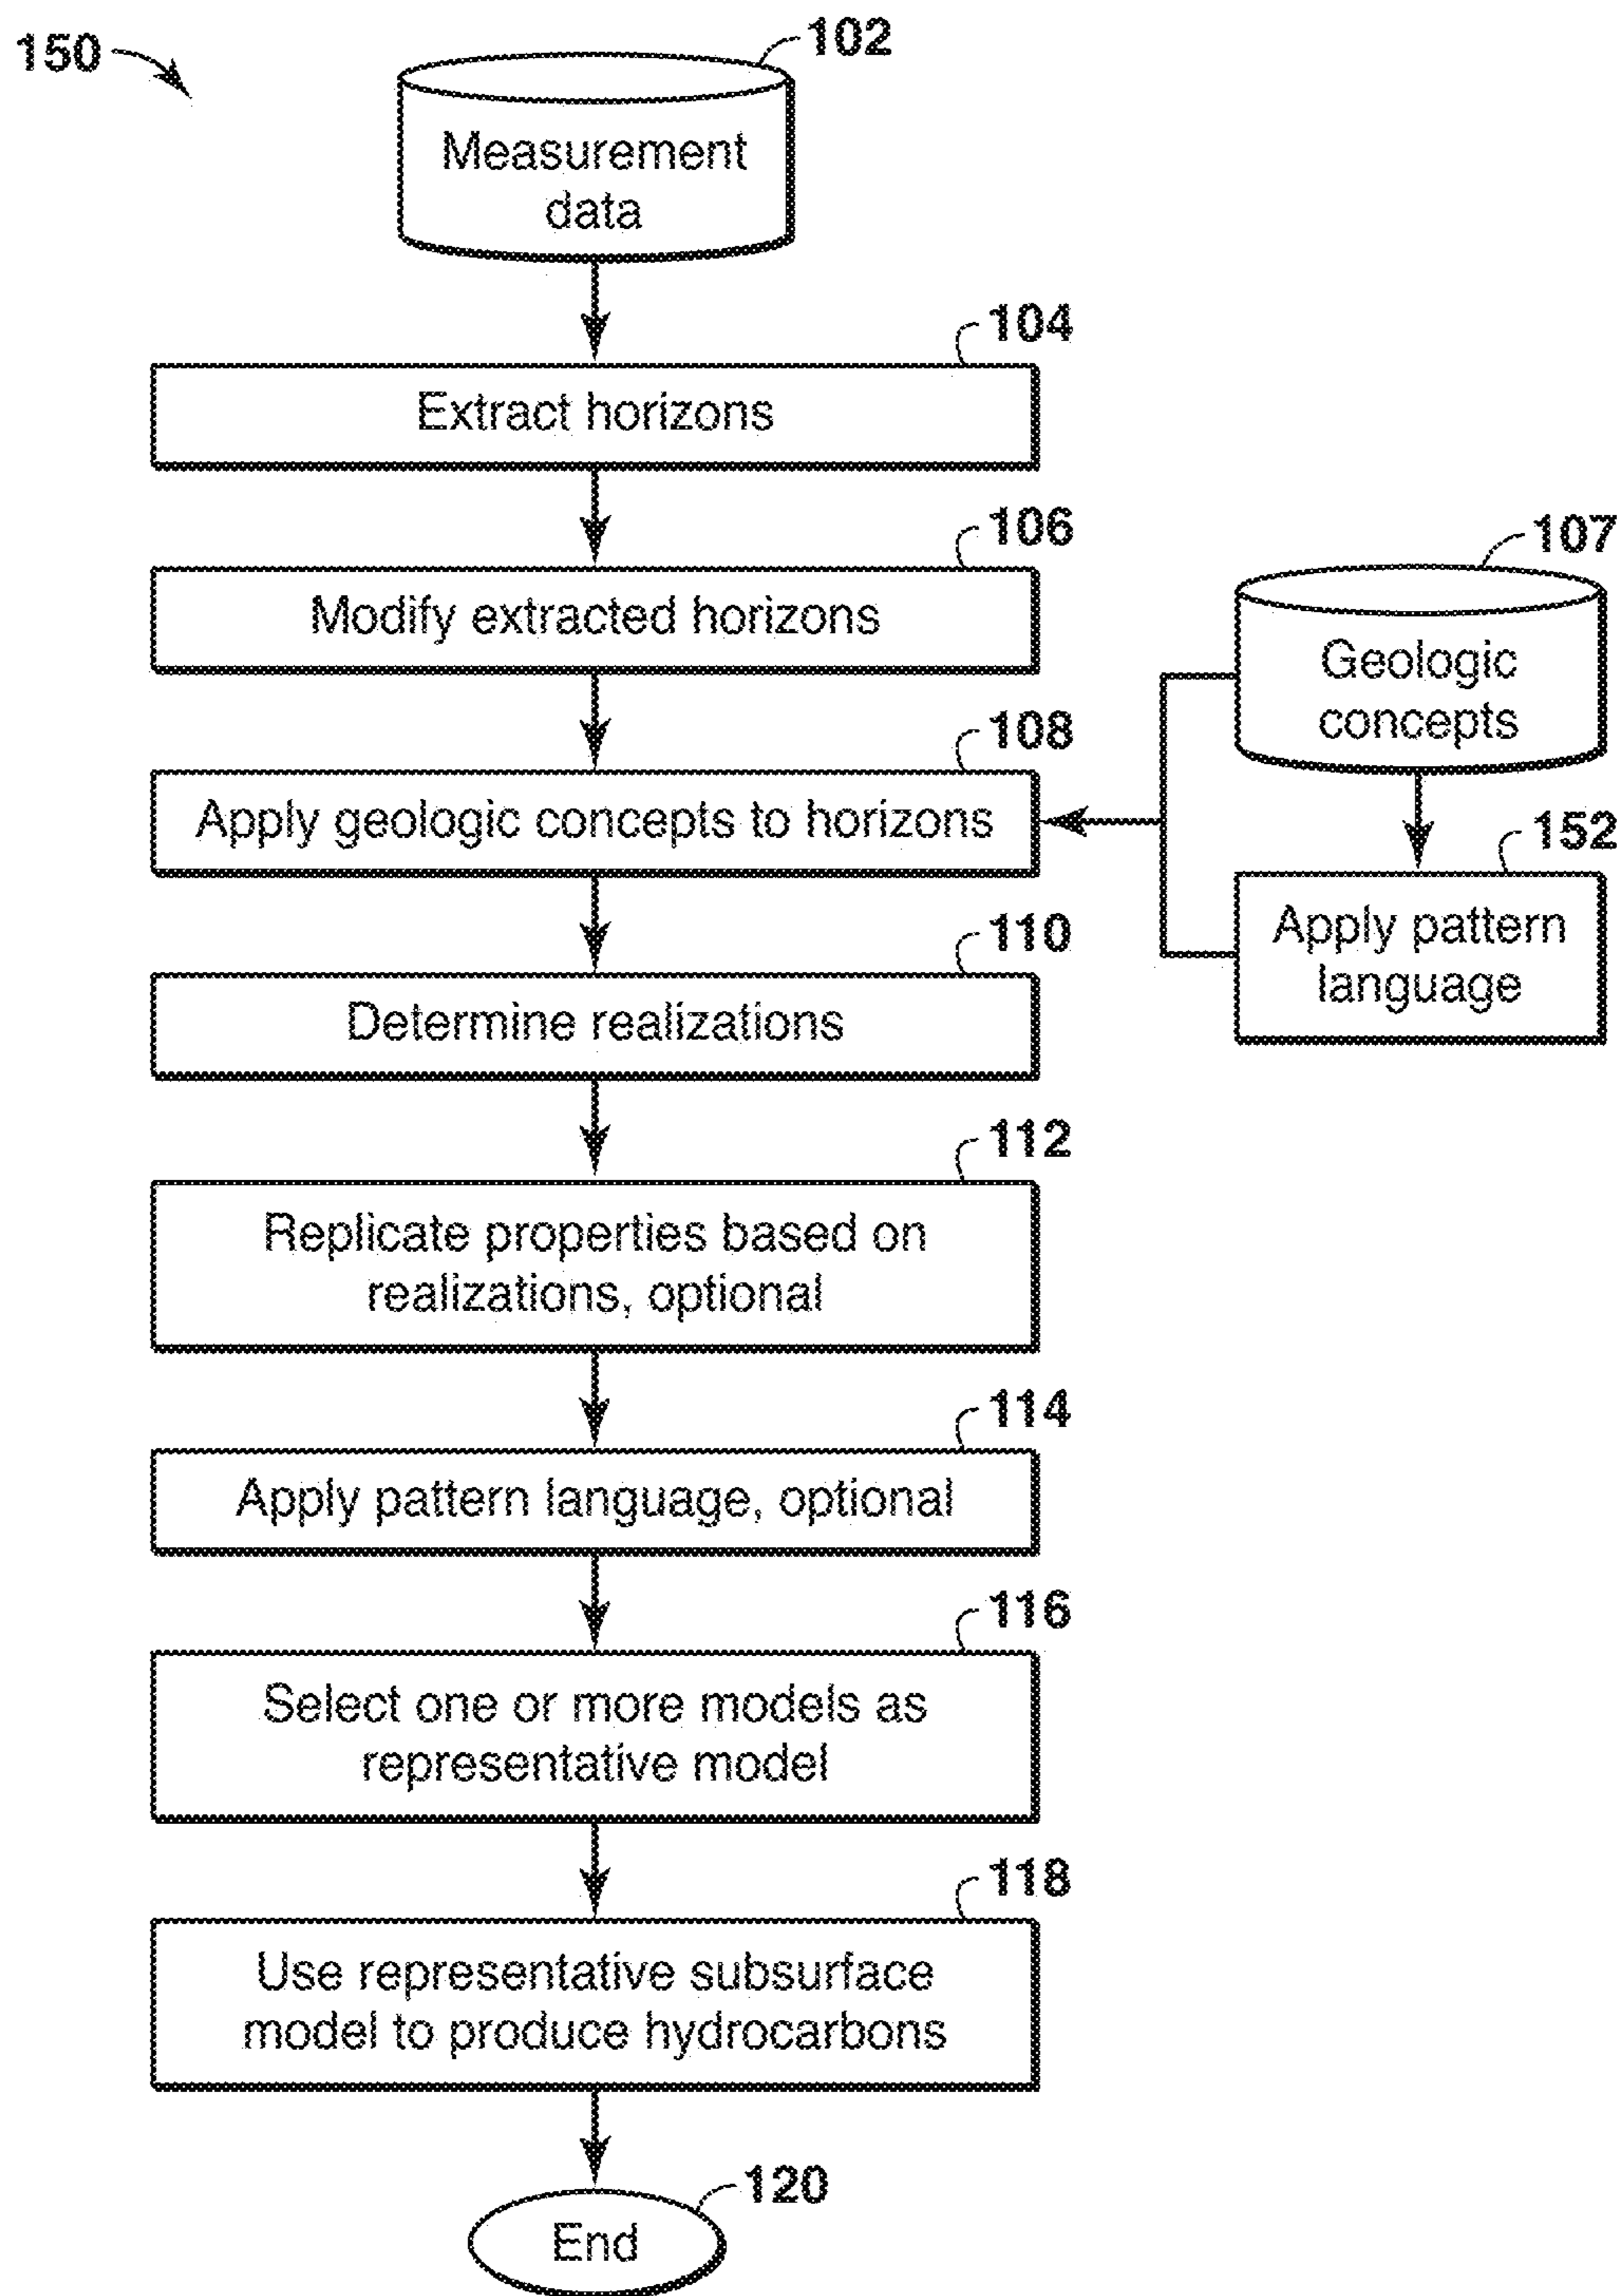 150
102
Measurement
data
104
Extract horizons
106
Modify extracted horizons
107
Geologic
concepts
108
Apply geologic concepts to horizons
152
Apply pattern
language
110
Determine realizations
112
Replicate properties based on
realizations, optional
114
Apply pattern language, optional
116
Select one or more models as
representative model
118
Use representative subsurface
model to produce hydrocarbons
120
End